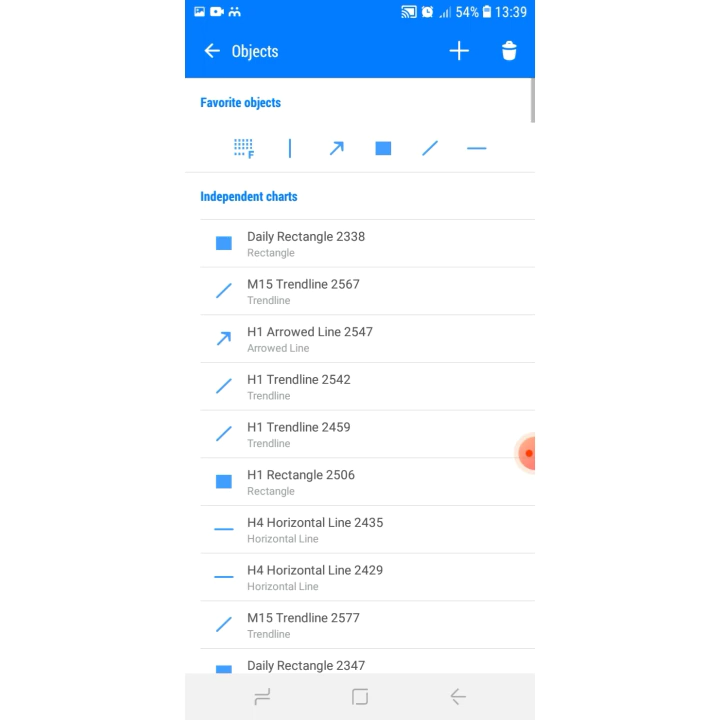 54% 13:39
Objects
Favorite objects
F
Independent charts
Daily Rectangle 2338
Rectangle
M15 Trendline 2567
Trendline
H1 Arrowed Line 2547
Arrowed Line
H1 Trendline 2542
Trendline
H1 Trendline 2459
Trendline
H1 Rectangle 2506
Rectangle
H4 Horizontal Line 2435
Horizontal Line
H4 Horizontal Line 2429
Horizontal Line
M15 Trendline 2577
Trendline
Daily Rectangle 2347